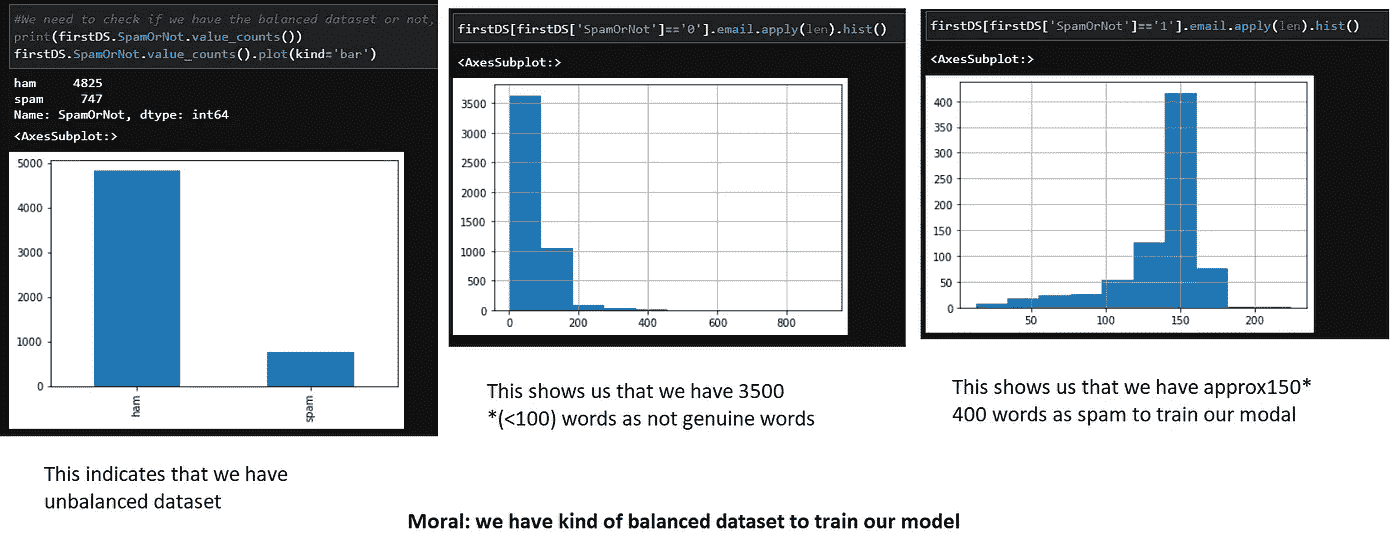 #We need to check if we have the balanced dataset or not,
print(firstDS.SpamOrNot.value_counts())
firstDS.SpamOrNot.value_counts().plot(kind='bar')
ham 4825
spam 747
Name: SpamOrNot, dtype: int64
<AxesSubplot:>
5000
4000
3000
2000
1000
0
ham
spam
This indicates that we have
unbalanced dataset
firstDS[firstDS['SpamOrNot']=='0'].email.apply(len).hist()
<AxesSubplot:>
3500
3000
2500
2000
1500
1000
500
0
0 200 400 600 800
This shows us that we have 3500
*(<100) words as not genuine words
firstDS[firstDS['SpamOrNot']=='1'].email.apply(len).hist()
<AxesSubplot:>
400
350
300
250
200
150
100
50
0
50 100 150 200
This shows us that we have approx150*
400 words as spam to train our modal
Moral: we have kind of balanced dataset to train our model